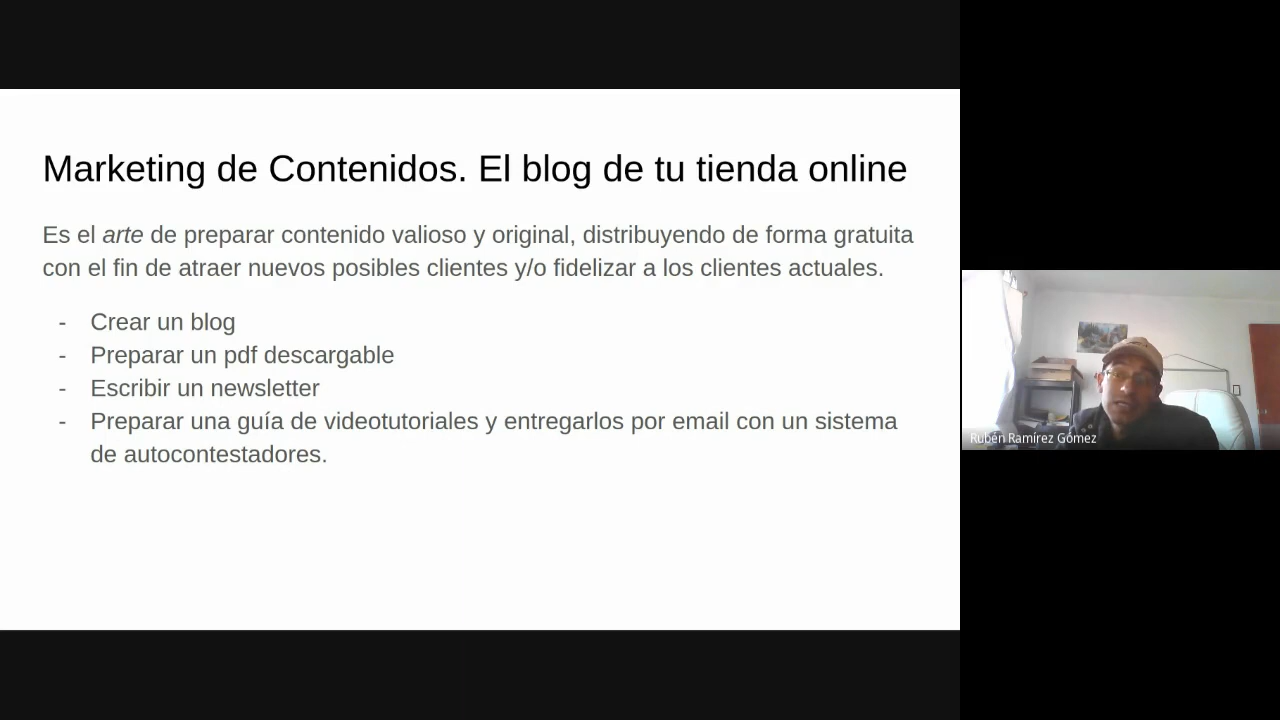 Marketing de Contenidos. El blog de tu tienda online
Es el arte de preparar contenido valioso y original, distribuyendo de forma gratuita
con el fin de atraer nuevos posibles clientes y/o fidelizar a los clientes actuales.
- Crear un blog
- Preparar un pdf descargable
- Escribir un newsletter
- Preparar una guía de videotutoriales y entregarlos por email con un sistema
de autocontestadores.
Rubén Ramírez Gómez